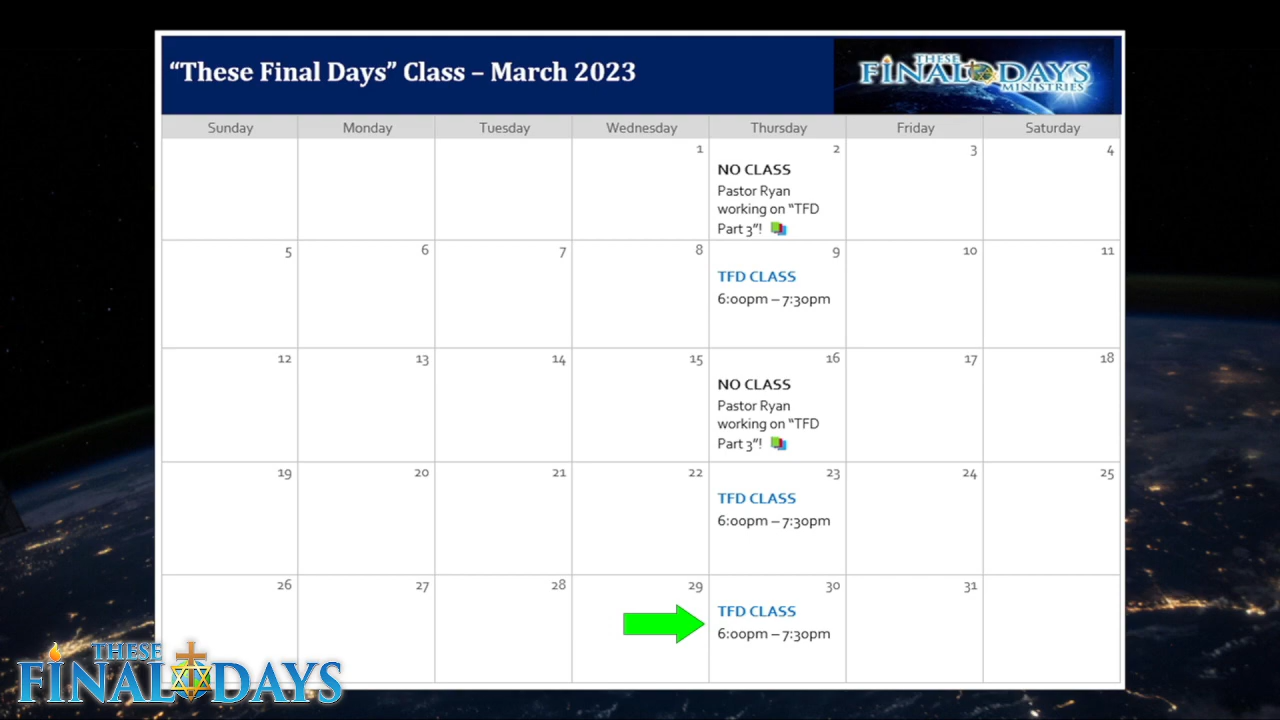 “These Final Days” Class – March 2023
THESE
FINAL DAYS
MINISTRIES
Sunday Monday Tuesday Wednesday Thursday Friday Saturday
1 2 3 4
NO CLASS
Pastor Ryan
working on “TFD
Part 3”!
5 6 7 8 9 10 11
TFD CLASS
6:00pm – 7:30pm
12 13 14 15 16 17 18
NO CLASS
Pastor Ryan
working on “TFD
Part 3”!
19 20 21 22 23 24 25
TFD CLASS
6:00pm – 7:30pm
26 27 28 29 30 31
TFD CLASS
6:00pm – 7:30pm
THESE
FINAL DAYS